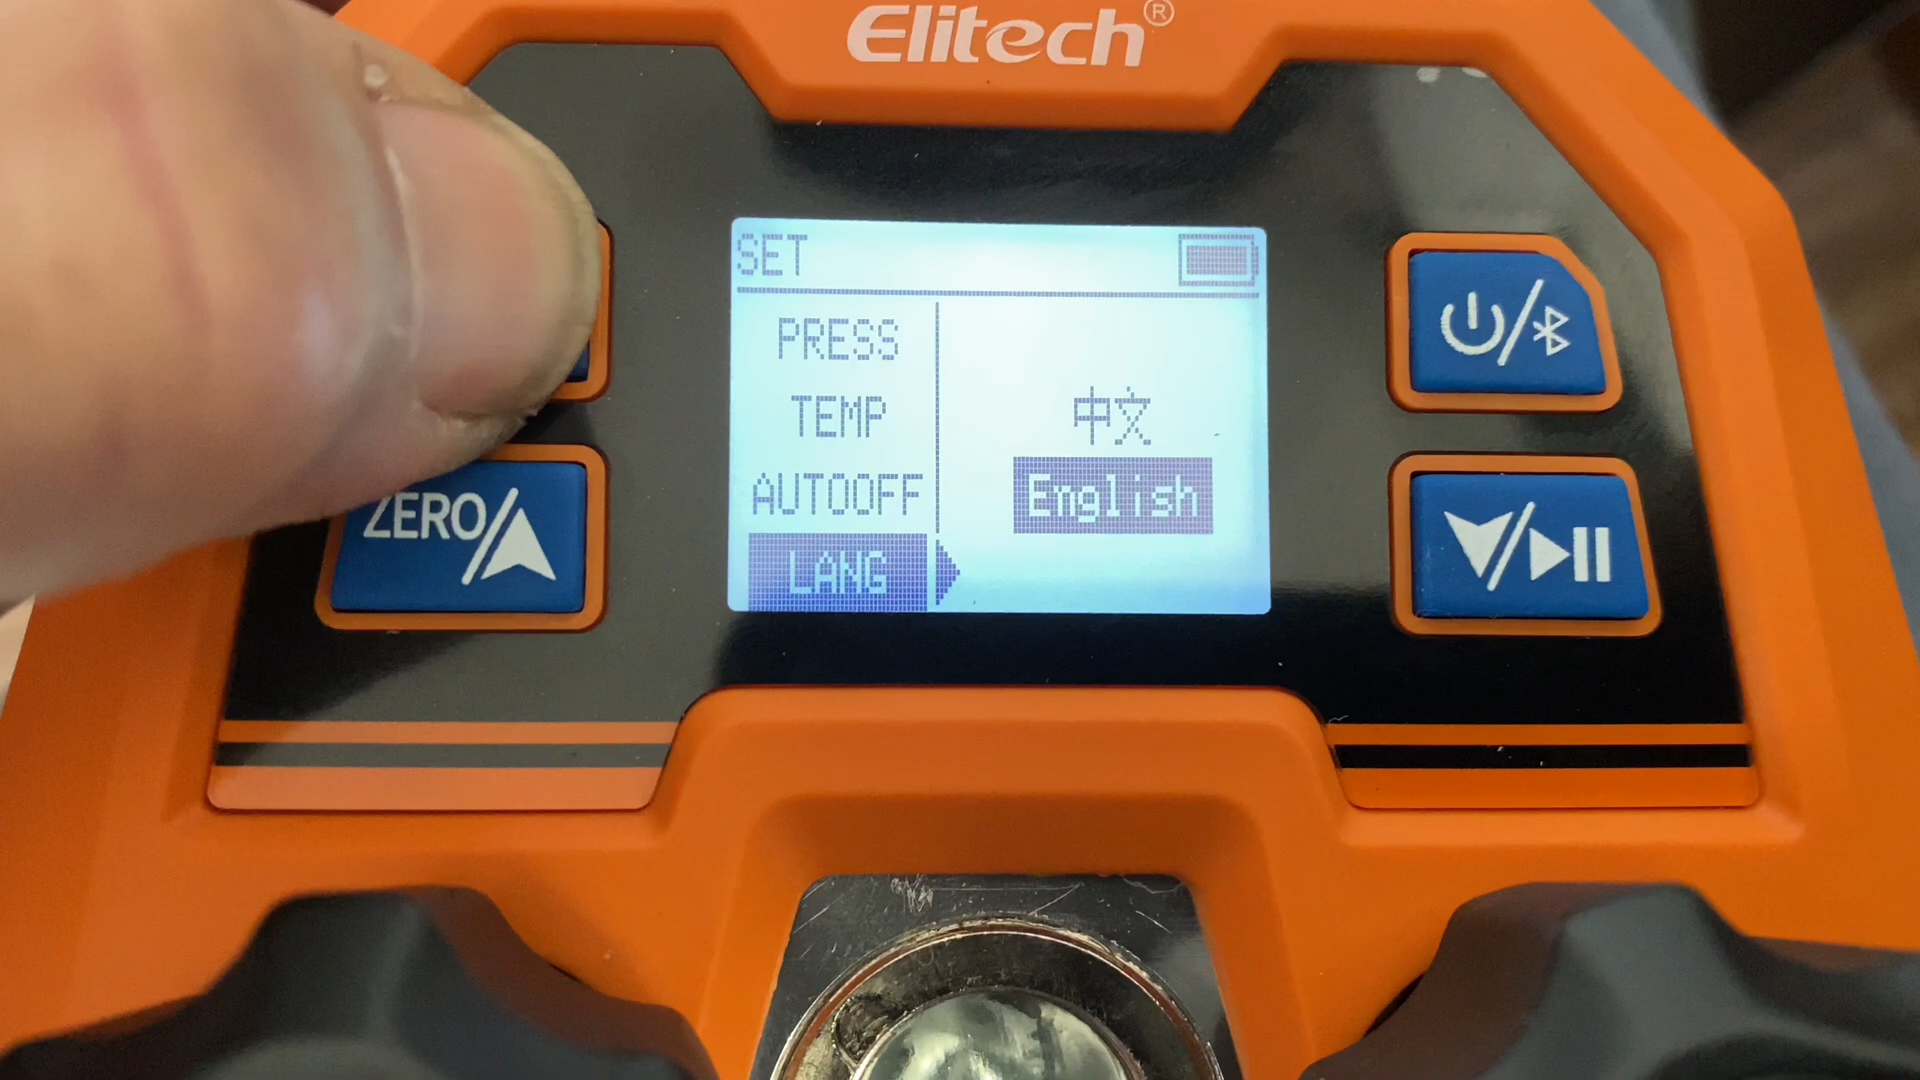 Elitech®
SET
PRESS
TEMP
AUTOOFF
LANG
中文
English
ZERO/